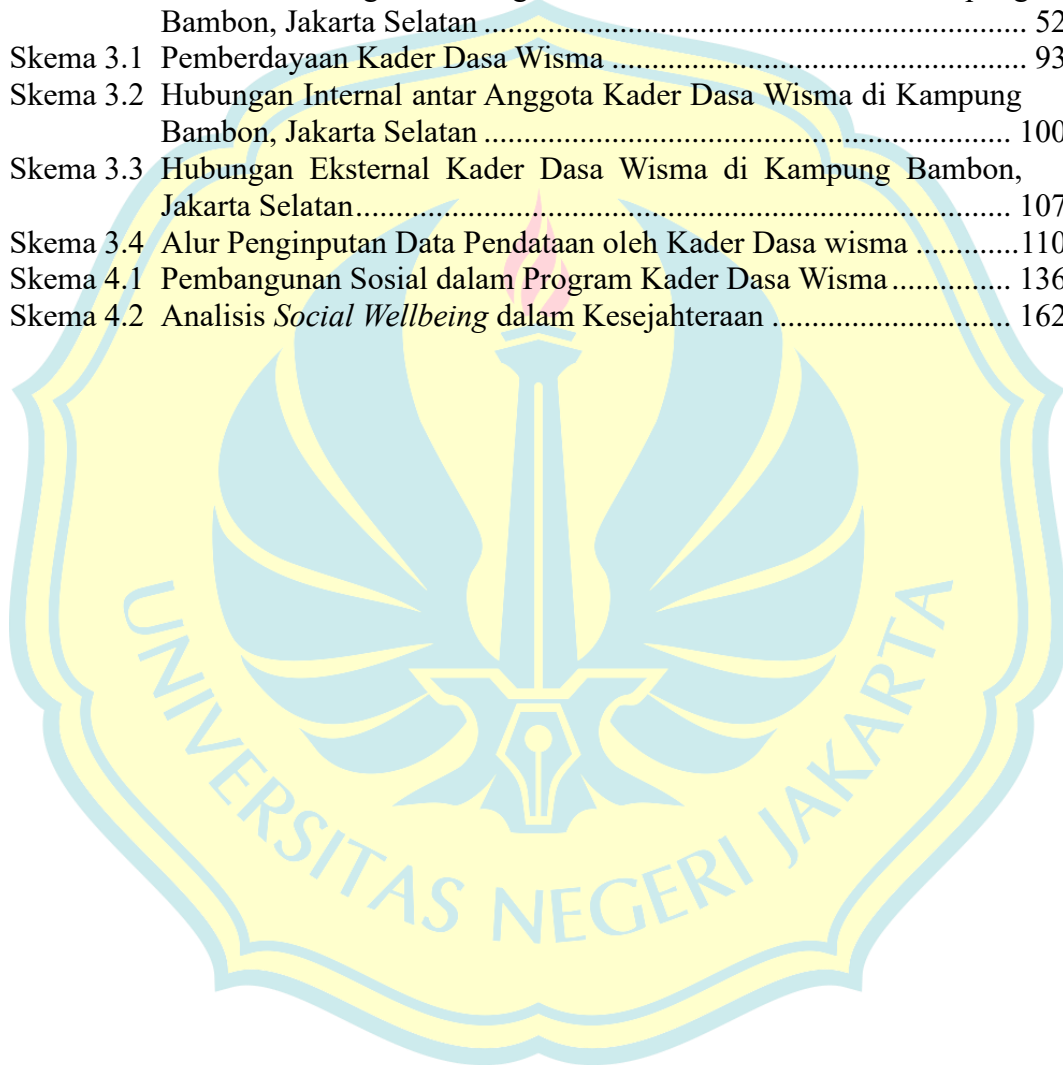 Bambon, Jakarta Selatan ................................................................... 52
Skema 3.1 Pemberdayaan Kader Dasa Wisma ................................................... 93
Skema 3.2 Hubungan Internal antar Anggota Kader Dasa Wisma di Kampung
Bambon, Jakarta Selatan ................................................................. 100
Skema 3.3 Hubungan Eksternal Kader Dasa Wisma di Kampung Bambon,
Jakarta Selatan................................................................................. 107
Skema 3.4 Alur Penginputan Data Pendataan oleh Kader Dasa wisma .............110
Skema 4.1 Pembangunan Sosial dalam Program Kader Dasa Wisma............... 136
Skema 4.2 Analisis Social Wellbeing dalam Kesejahteraan .............................. 162
UNIVERSITAS NEGERI JAKARTA